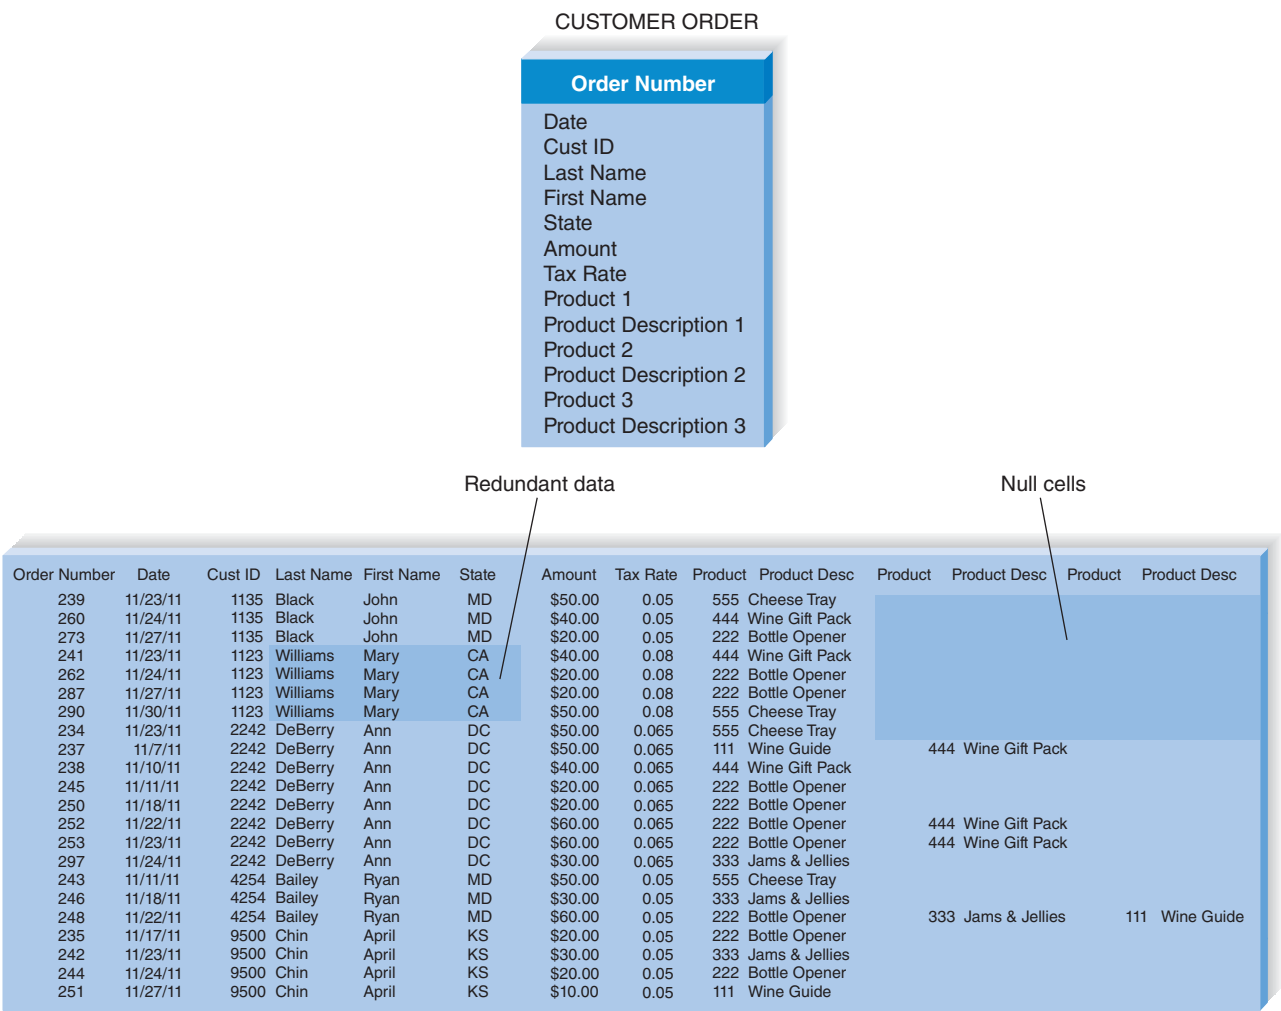 CUSTOMER ORDER
Order Number
Date
Cust ID
Last Name
First Name
State
Amount
Tax Rate
Product 1
Product Description 1
Product 2
Product Description 2
Product 3
Product Description 3
Redundant data Null cells
Order Number Date Cust ID Last Name First Name State Amount Tax Rate Product Product Desc Product Product Desc Product Product Desc
239 11/23/11 1135 Black John MD $50.00 0.05 555 Cheese Tray
260 11/24/11 1135 Black John MD $40.00 0.05 444 Wine Gift Pack
273 11/27/11 1135 Black John MD $20.00 0.05 222 Bottle Opener
241 11/23/11 1123 Williams Mary CA $40.00 0.08 444 Wine Gift Pack
262 11/24/11 1123 Williams Mary CA $20.00 0.08 222 Bottle Opener
287 11/27/11 1123 Williams Mary CA $20.00 0.08 222 Bottle Opener
290 11/30/11 1123 Williams Mary CA $50.00 0.08 555 Cheese Tray
234 11/23/11 2242 DeBerry Ann DC $50.00 0.065 555 Cheese Tray
237 11/7/11 2242 DeBerry Ann DC $50.00 0.065 111 Wine Guide 444 Wine Gift Pack
238 11/10/11 2242 DeBerry Ann DC $40.00 0.065 444 Wine Gift Pack
245 11/11/11 2242 DeBerry Ann DC $20.00 0.065 222 Bottle Opener
250 11/18/11 2242 DeBerry Ann DC $20.00 0.065 222 Bottle Opener
252 11/22/11 2242 DeBerry Ann DC $60.00 0.065 222 Bottle Opener 444 Wine Gift Pack
253 11/23/11 2242 DeBerry Ann DC $60.00 0.065 222 Bottle Opener 444 Wine Gift Pack
297 11/24/11 2242 DeBerry Ann DC $30.00 0.065 333 Jams & Jellies
243 11/11/11 4254 Bailey Ryan MD $50.00 0.05 555 Cheese Tray
246 11/18/11 4254 Bailey Ryan MD $30.00 0.05 333 Jams & Jellies
248 11/22/11 4254 Bailey Ryan MD $60.00 0.05 222 Bottle Opener 333 Jams & Jellies 111 Wine Guide
235 11/17/11 9500 Chin April KS $20.00 0.05 222 Bottle Opener
242 11/23/11 9500 Chin April KS $30.00 0.05 333 Jams & Jellies
244 11/24/11 9500 Chin April KS $20.00 0.05 222 Bottle Opener
251 11/27/11 9500 Chin April KS $10.00 0.05 111 Wine Guide